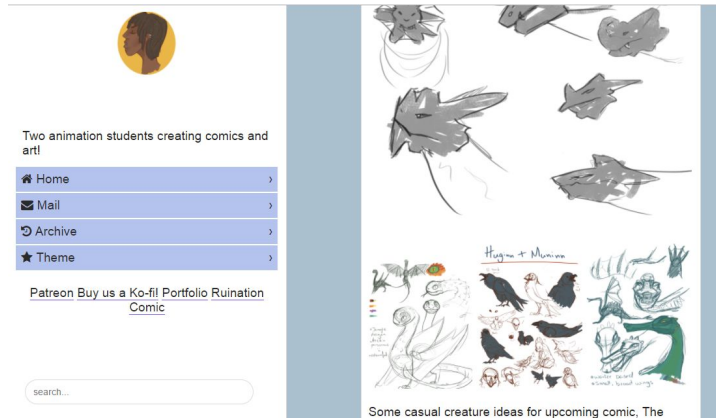 Two animation students creating comics and
art!
Home
Mail
Archive
Theme
Patreon Buy us a Ko-fi! Portfolio Ruination
Comic
search...
Huginn + Muninn
Some casual creature ideas for upcoming comic, The